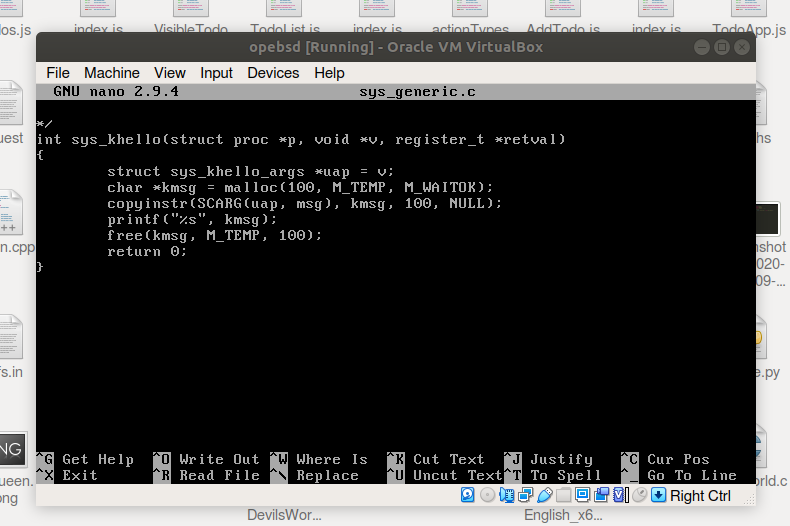 os.js index.js VisibleTodo TodoList.js index.js actionTypes AddTodo.js index.js TodoApp.js
opebsd [Running] - Oracle VM VirtualBox
File Machine View Input Devices Help
GNU nano 2.9.4 sys_generic.c
*/
int sys_khello(struct proc *p, void *v, register_t *retval)
{
struct sys_khello_args *uap = v;
char *kmsg = malloc(100, M_TEMP, M_WAITOK);
copyinstr(SCARG(uap, msg), kmsg, 100, NULL);
printf("%s", kmsg);
free(kmsg, M_TEMP, 100);
return 0;
}
^G Get Help ^O Write Out ^W Where Is ^K Cut Text ^J Justify ^C Cur Pos
^X Exit ^R Read File ^\ Replace ^U Uncut Text ^T To Spell ^_ Go To Line
Right Ctrl
uest
n.cpp
fs.in
NG
ueen.
ong
hs
nshot
020-
09-...
e.py
orld.c
DevilsWor... English_x6...